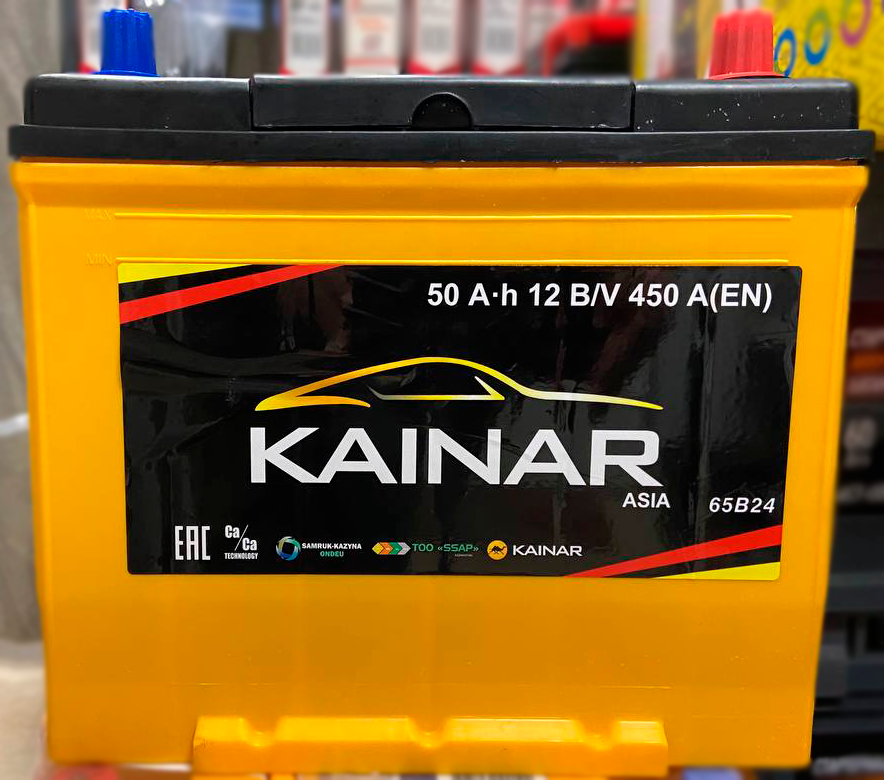 MAX
MIN
50 A·h 12 B/V 450 A(EN)
KAINAR
ASIA
65B24
EAC
Ca/Ca
TECHNOLOGY
SAMRUK-KAZYNA
ONDEU
ТОО «SSAP»
KAINAR